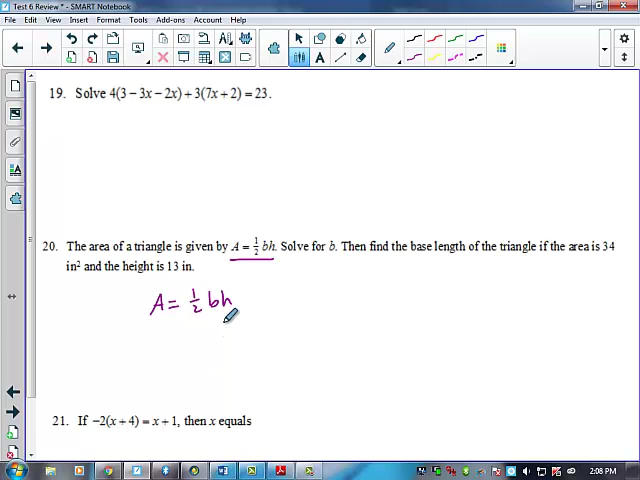 Test 6 Review * - SMART Notebook
File Edit View Insert Format Tools Add-ons Account Help
19. Solve 4(3 − 3x − 2x) + 3(7x + 2) = 23.
20. The area of a triangle is given by A = 1/2 bh. Solve for b. Then find the base length of the triangle if the area is 34
in² and the height is 13 in.
A = 1/2 bh
21. If −2(x + 4) = x + 1, then x equals
2:08 PM